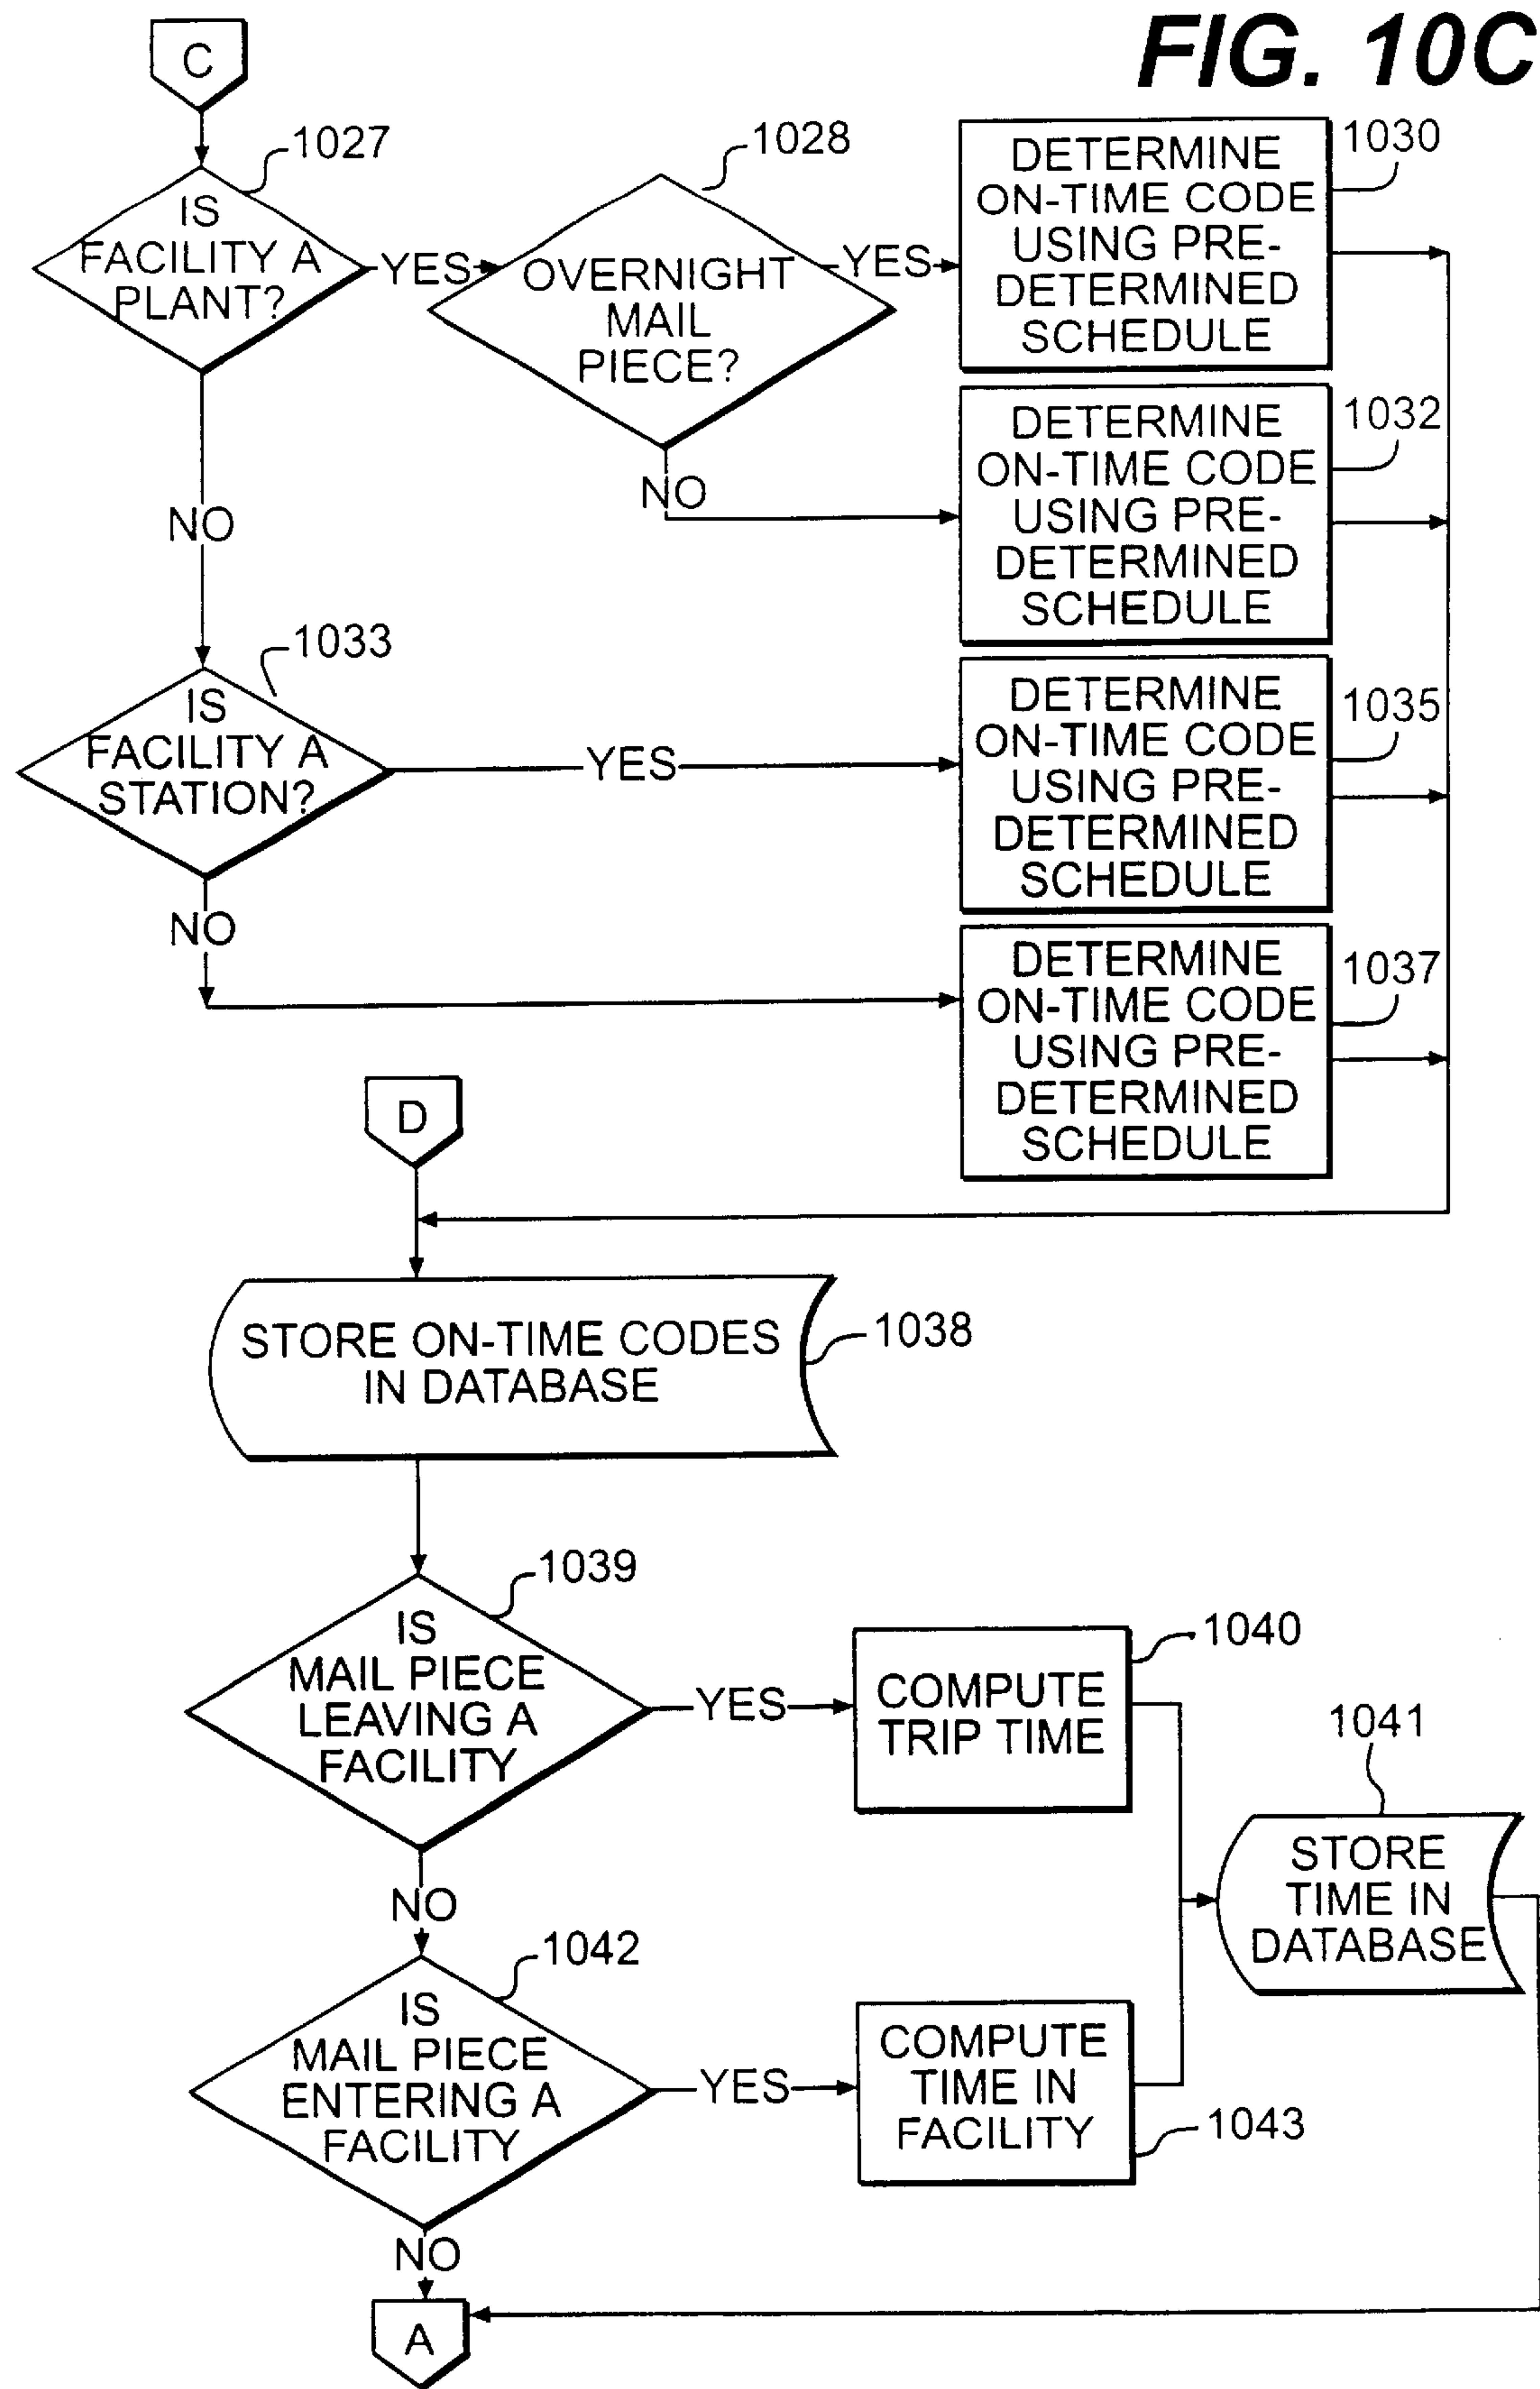 FIG. 10C
C
1027
IS
FACILITY A
PLANT?
YES
1028
OVERNIGHT
MAIL
PIECE?
YES
1030
DETERMINE
ON-TIME CODE
USING PRE-
DETERMINED
SCHEDULE
NO
1032
DETERMINE
ON-TIME CODE
USING PRE-
DETERMINED
SCHEDULE
NO
1033
IS
FACILITY A
STATION?
YES
1035
DETERMINE
ON-TIME CODE
USING PRE-
DETERMINED
SCHEDULE
NO
1037
DETERMINE
ON-TIME CODE
USING PRE-
DETERMINED
SCHEDULE
D
STORE ON-TIME CODES
IN DATABASE
1038
1039
IS
MAIL PIECE
LEAVING A
FACILITY
YES
1040
COMPUTE
TRIP TIME
1041
STORE
TIME IN
DATABASE
NO
1042
IS
MAIL PIECE
ENTERING A
FACILITY
YES
COMPUTE
TIME IN
FACILITY
1043
NO
A